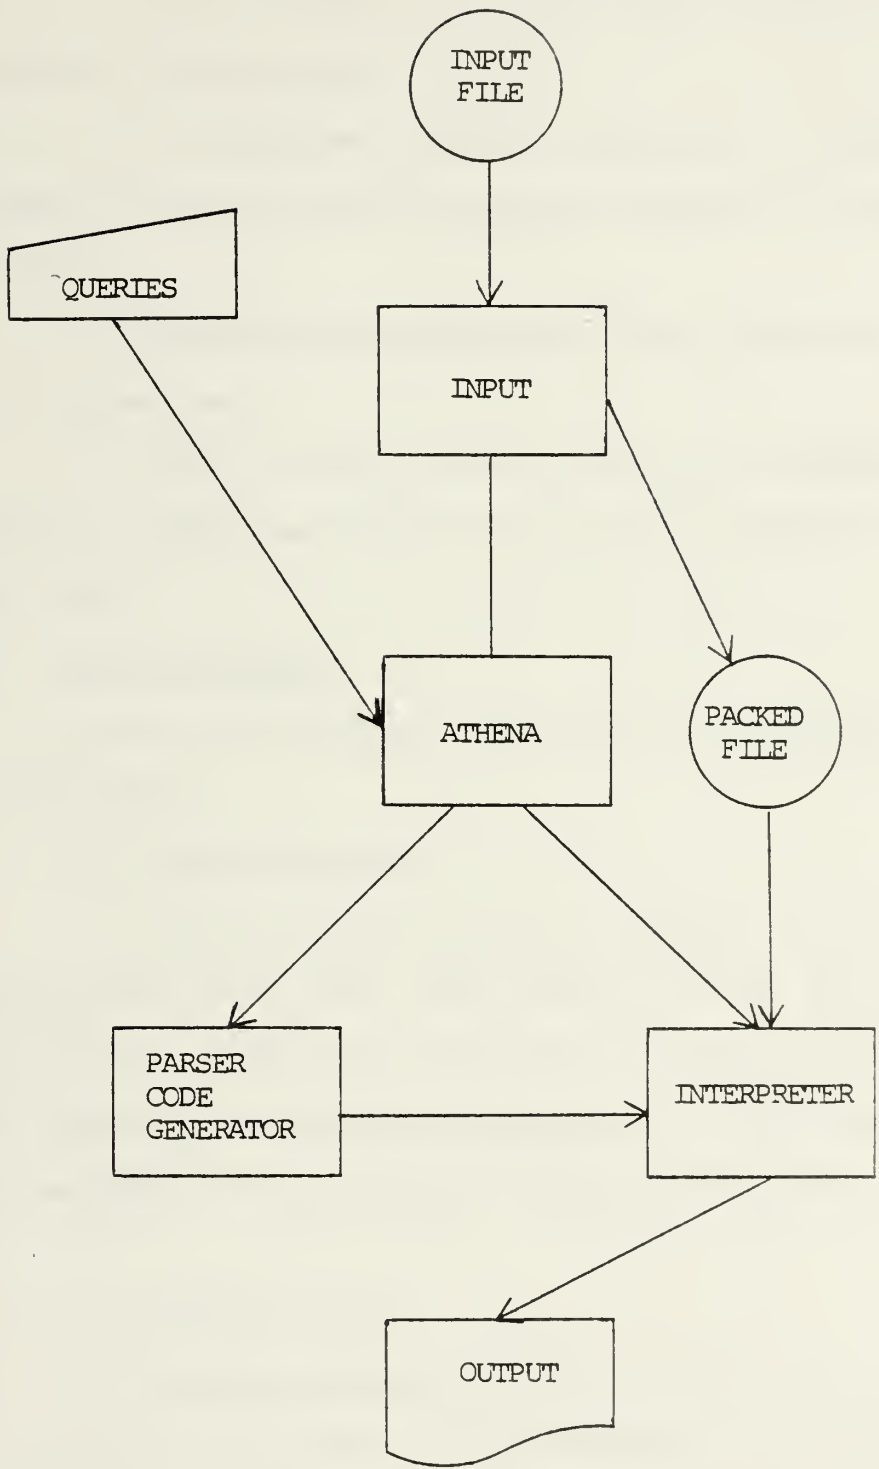 INPUT
FILE
QUERIES
INPUT
ATHENA
PACKED
FILE
PARSER
CODE
GENERATOR
INTERPRETER
OUTPUT